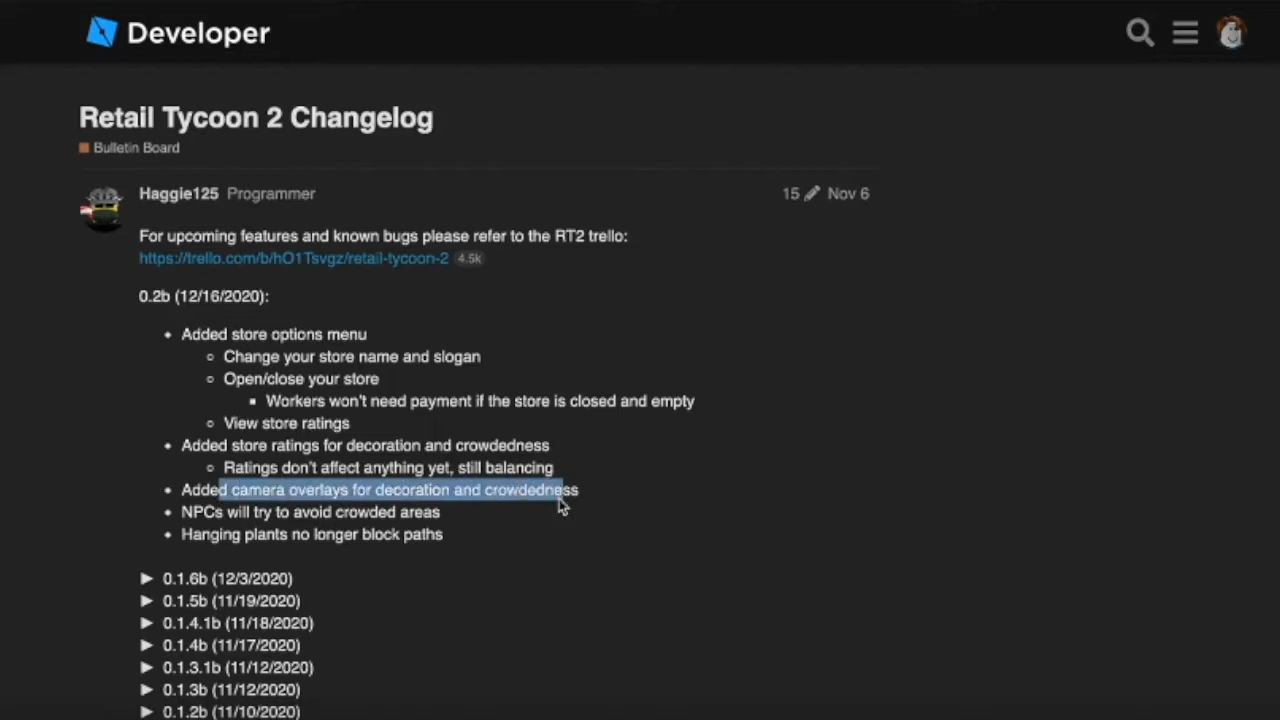 Developer
Retail Tycoon 2 Changelog
Bulletin Board
Haggie125 Programmer 15 Nov 6
For upcoming features and known bugs please refer to the RT2 trello:
https://trello.com/b/hO1Tsvgz/retail-tycoon-2 4.5k
0.2b (12/16/2020):
• Added store options menu
◦ Change your store name and slogan
◦ Open/close your store
▪ Workers won't need payment if the store is closed and empty
◦ View store ratings
• Added store ratings for decoration and crowdedness
◦ Ratings don't affect anything yet, still balancing
• Added camera overlays for decoration and crowdedness
• NPCs will try to avoid crowded areas
• Hanging plants no longer block paths
▶ 0.1.6b (12/3/2020)
▶ 0.1.5b (11/19/2020)
▶ 0.1.4.1b (11/18/2020)
▶ 0.1.4b (11/17/2020)
▶ 0.1.3.1b (11/12/2020)
▶ 0.1.3b (11/12/2020)
▶ 0.1.2b (11/10/2020)